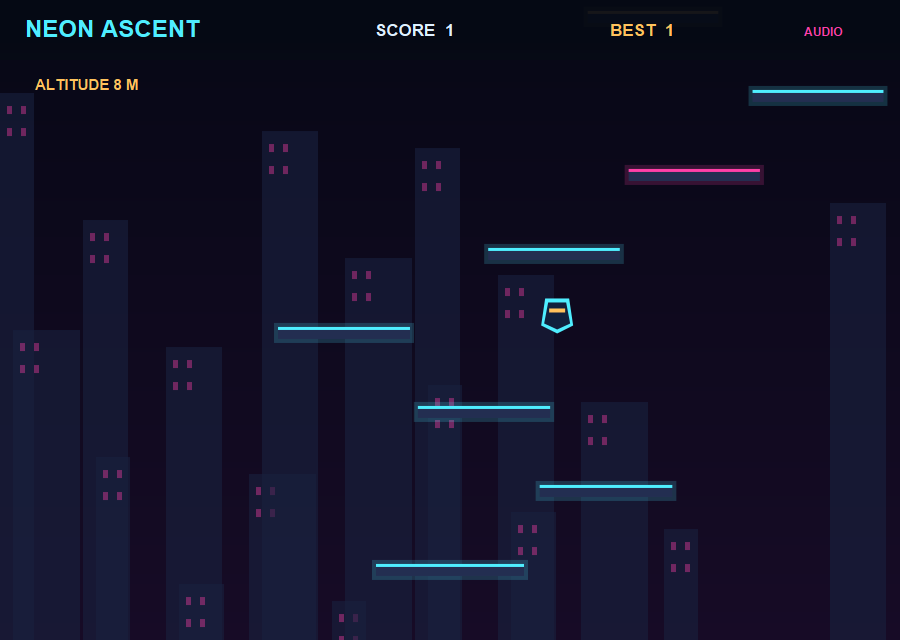 NEON ASCENT
SCORE 1
BEST 1
AUDIO
ALTITUDE 8 M